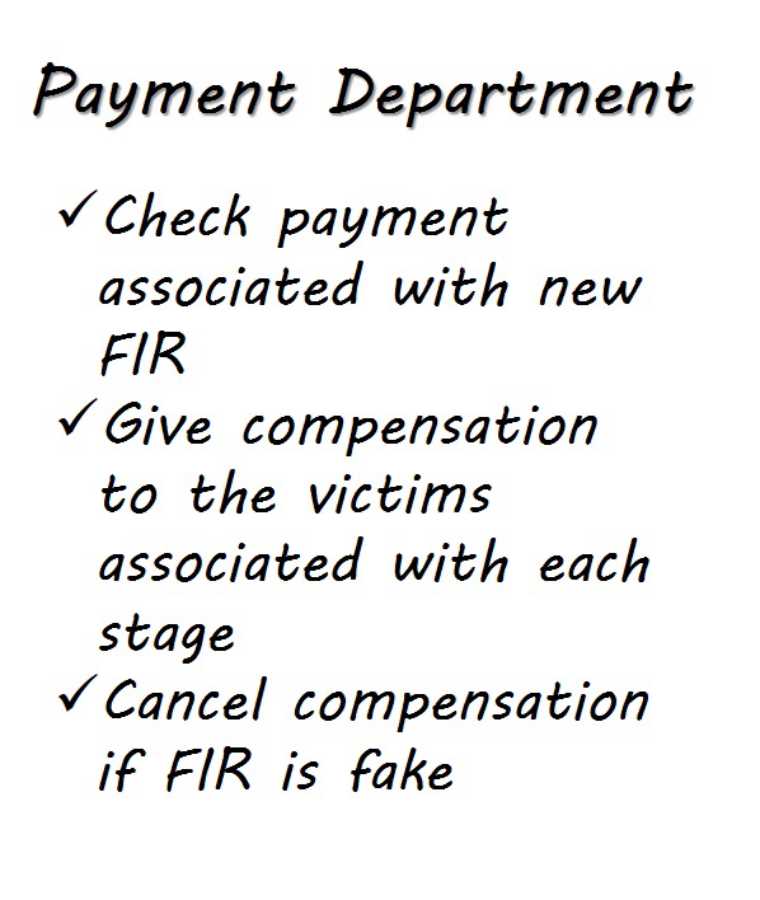 Payment Department
✓Check payment
associated with new
FIR
✓Give compensation
to the victims
associated with each
stage
✓Cancel compensation
if FIR is fake